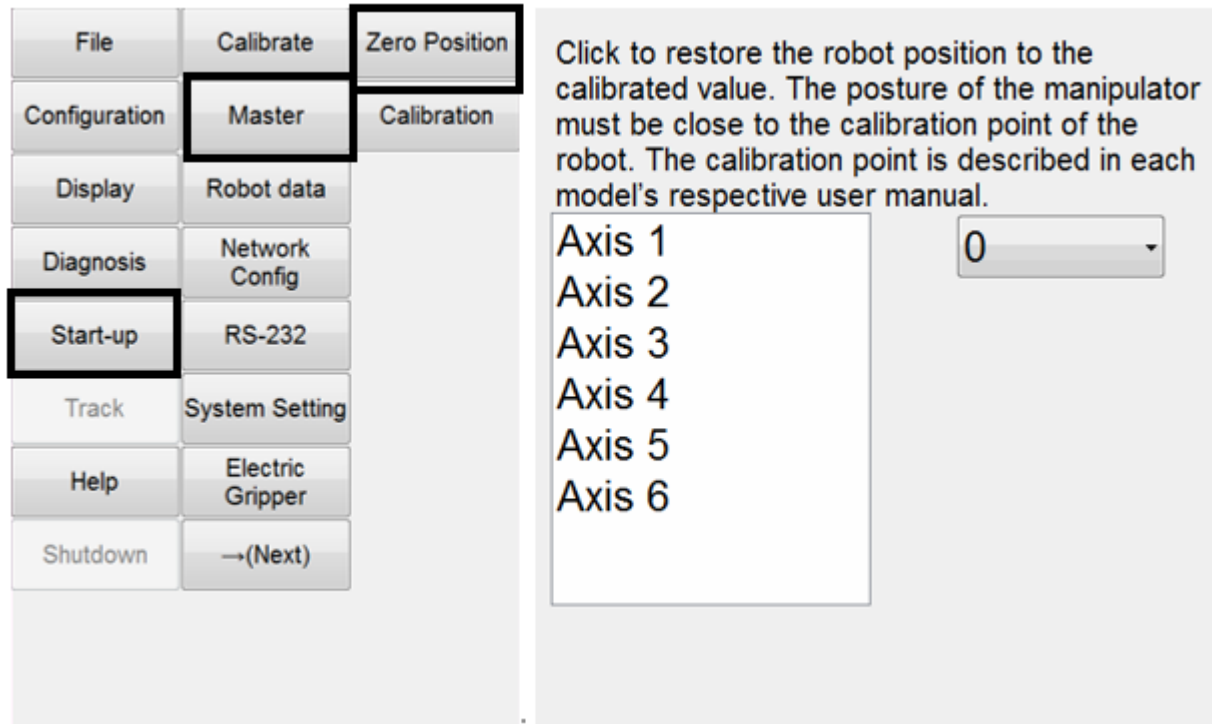 File
Calibrate
Zero Position
Configuration
Master
Calibration
Display
Robot data
Diagnosis
Network
Config
Start-up
RS-232
Track
System Setting
Help
Electric
Gripper
Shutdown
→(Next)
Click to restore the robot position to the
calibrated value. The posture of the manipulator
must be close to the calibration point of the
robot. The calibration point is described in each
model's respective user manual.
Axis 1
Axis 2
Axis 3
Axis 4
Axis 5
Axis 6
0
.